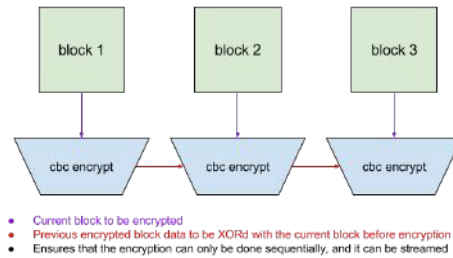 block 1 block 2 block 3
cbc encrypt cbc encrypt cbc encrypt
Current block to be encrypted
Previous encrypted block data to be XORd with the current block before encryption
Ensures that the encryption can only be done sequentially, and it can be streamed